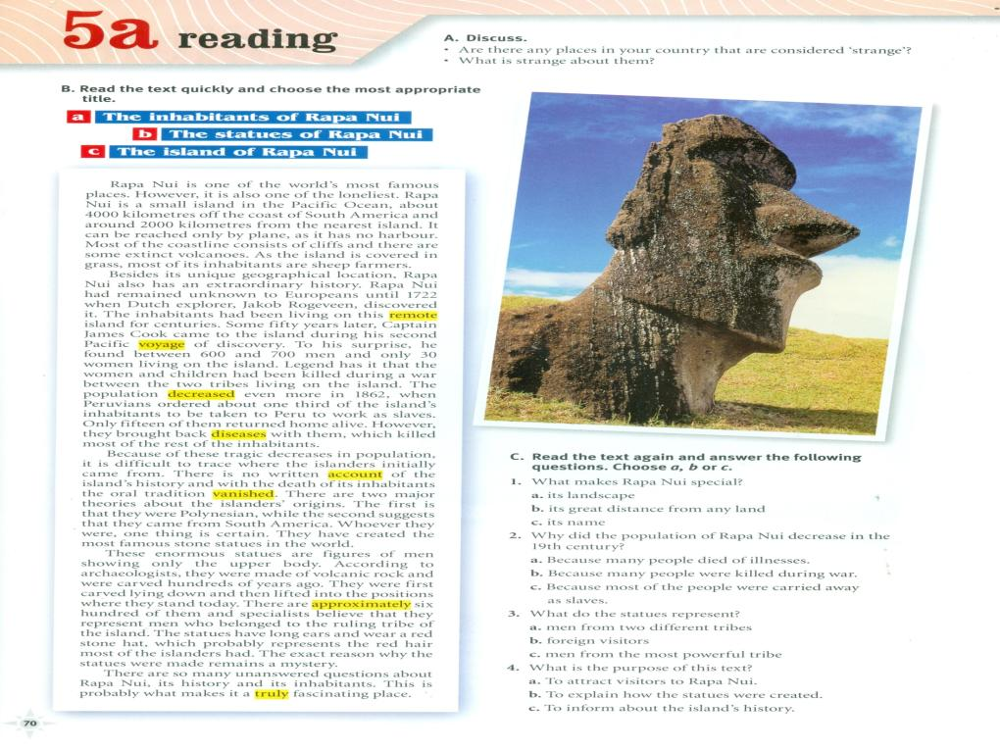 5a reading
A. Discuss.
• Are there any places in your country that are considered ‘strange’?
• What is strange about them?
B. Read the text quickly and choose the most appropriate
title.
a The inhabitants of Rapa Nui
b The statues of Rapa Nui
c The island of Rapa Nui
Rapa Nui is one of the world’s most famous
places. However, it is also one of the loneliest. Rapa
Nui is a small island in the Pacific Ocean, about
4000 kilometres off the coast of South America and
around 2000 kilometres from the nearest island. It
can be reached only by plane, as it has no harbour.
Most of the coastline consists of cliffs and there are
some extinct volcanoes. As the island is covered in
grass, most of its inhabitants are sheep farmers.
Besides its unique geographical location, Rapa
Nui also has an extraordinary history. Rapa Nui
had remained unknown to Europeans until 1722
when Dutch explorer, Jakob Rogeveen, discovered
it. The inhabitants had been living on this remote
island for centuries. Some fifty years later, Captain
James Cook came to the island during his second
Pacific voyage of discovery. To his surprise, he
found between 600 and 700 men and only 30
women living on the island. Legend has it that the
women and children had been killed during a war
between the two tribes living on the island. The
population decreased even more in 1862, when
Peruvians ordered about one third of the island’s
inhabitants to be taken to Peru to work as slaves.
Only fifteen of them returned home alive. However,
they brought back diseases with them, which killed
most of the rest of the inhabitants.
Because of these tragic decreases in population,
it is difficult to trace where the islanders initially
came from. There is no written account of the
island’s history and with the death of its inhabitants
the oral tradition vanished. There are two major
theories about the islanders’ origins. The first is
that they were Polynesian, while the second suggests
that they came from South America. Whoever they
were, one thing is certain. They have created the
most famous stone statues in the world.
These enormous statues are figures of men
showing only the upper body. According to
archaeologists, they were made of volcanic rock and
were carved hundreds of years ago. They were first
carved lying down and then lifted into the positions
where they stand today. There are approximately six
hundred of them and specialists believe that they
represent men who belonged to the ruling tribe of
the island. The statues have long ears and wear a red
stone hat, which probably represents the red hair
most of the islanders had. The exact reason why the
statues were made remains a mystery.
There are so many unanswered questions about
Rapa Nui, its history and its inhabitants. This is
probably what makes it a truly fascinating place.
C. Read the text again and answer the following
questions. Choose a, b or c.
1. What makes Rapa Nui special?
a. its landscape
b. its great distance from any land
c. its name
2. Why did the population of Rapa Nui decrease in the
19th century?
a. Because many people died of illnesses.
b. Because many people were killed during war.
c. Because most of the people were carried away
as slaves.
3. What do the statues represent?
a. men from two different tribes
b. foreign visitors
c. men from the most powerful tribe
4. What is the purpose of this text?
a. To attract visitors to Rapa Nui.
b. To explain how the statues were created.
c. To inform about the island’s history.
70